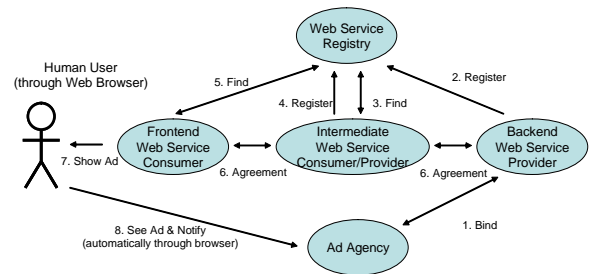 Web Service
Registry
Human User
(through Web Browser)
5. Find
2. Register
4. Register
3. Find
Frontend
Web Service
Consumer
Intermediate
Web Service
Consumer/Provider
Backend
Web Service
Provider
7. Show Ad
6. Agreement
6. Agreement
8. See Ad & Notify
(automatically through browser)
1. Bind
Ad Agency